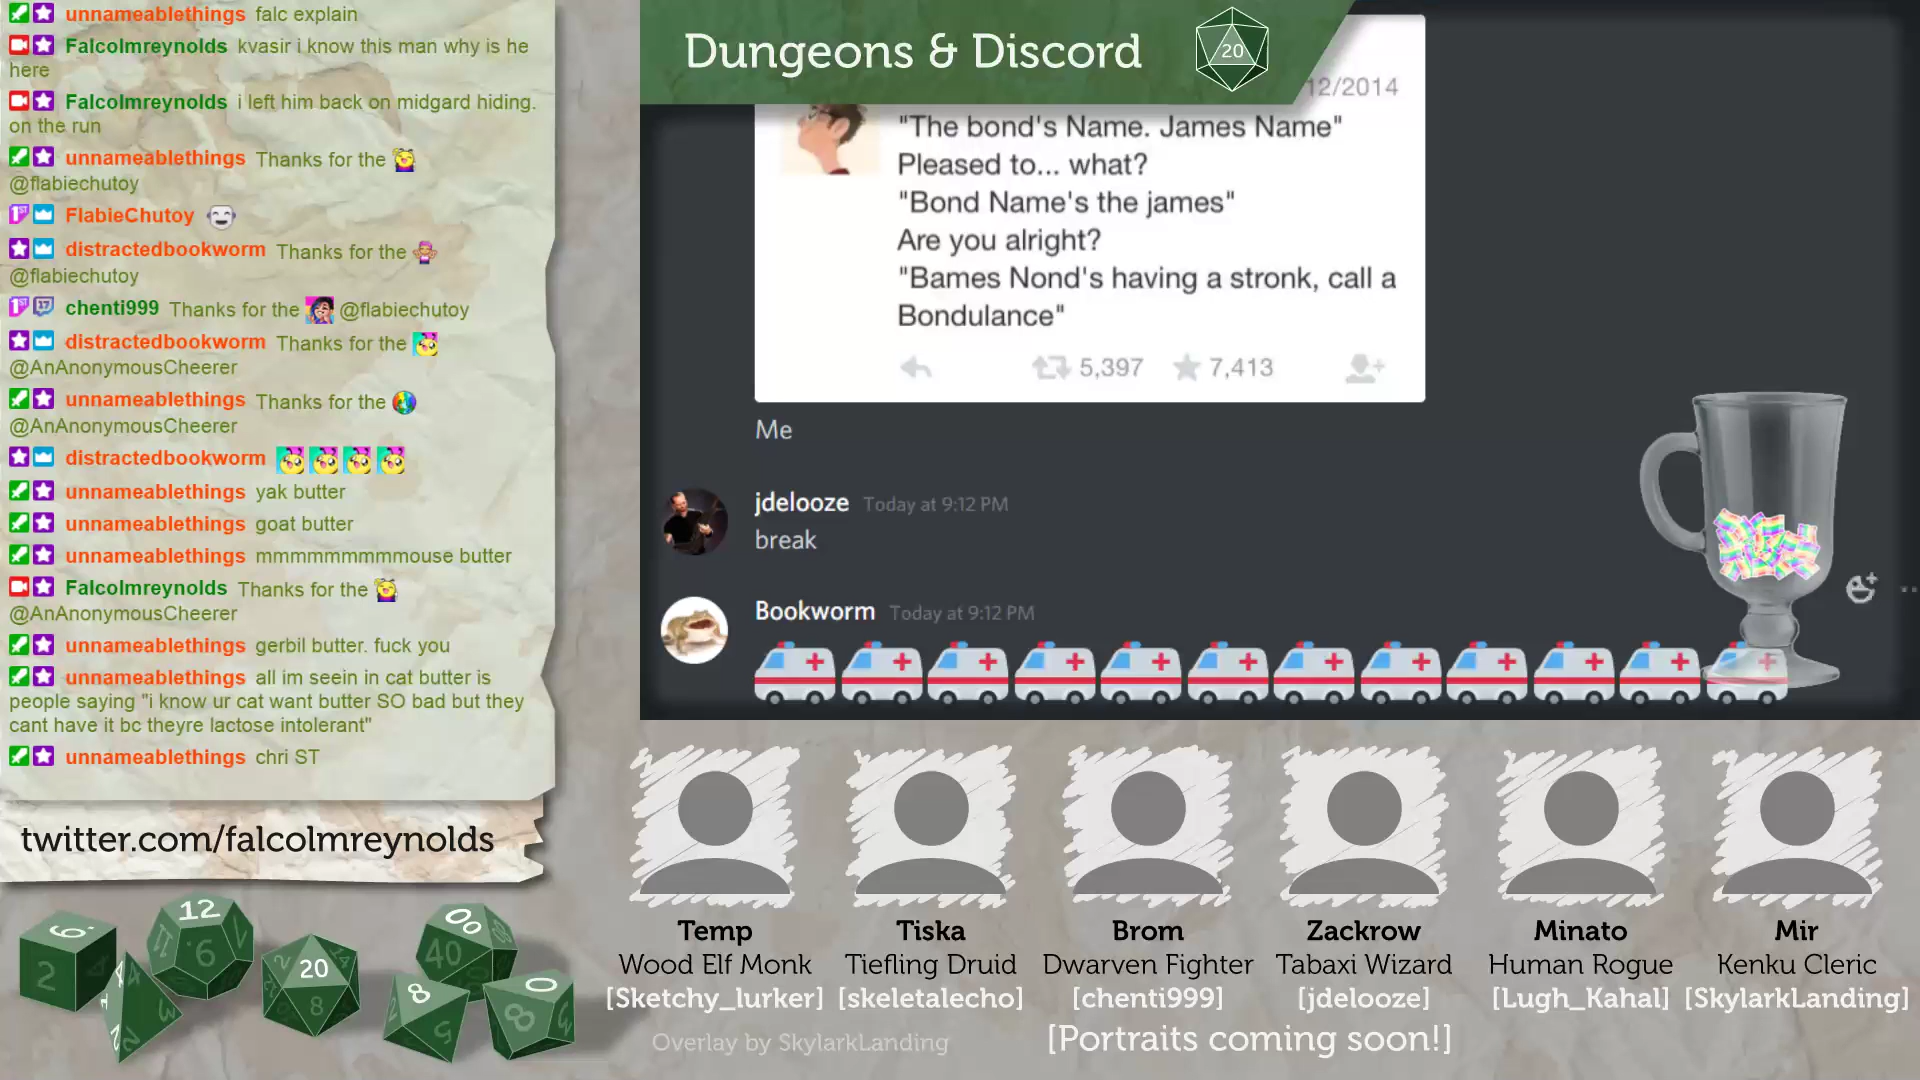 unnameablethings falc explain
Falcolmreynolds kvasir i know this man why is he
here
Falcolmreynolds i left him back on midgard hiding.
on the run
unnameablethings Thanks for the
@flabiechutoy
FlabieChutoy
distractedbookworm Thanks for the
@flabiechutoy
chenti999 Thanks for the @flabiechutoy
distractedbookworm Thanks for the
@AnAnonymousCheerer
unnameablethings Thanks for the
@AnAnonymousCheerer
distractedbookworm
unnameablethings yak butter
unnameablethings goat butter
unnameablethings mmmmmmmmouse butter
Falcolmreynolds Thanks for the
@AnAnonymousCheerer
unnameablethings gerbil butter. fuck you
unnameablethings all im seein in cat butter is
people saying "i know ur cat want butter SO bad but they
cant have it bc theyre lactose intolerant"
unnameablethings chri ST
twitter.com/falcolmreynolds
Dungeons & Discord
20
12/2014
"The bond's Name. James Name"
Pleased to... what?
"Bond Name's the james"
Are you alright?
"Bames Nond's having a stronk, call a
Bondulance"
5,397 7,413
Me
jdelooze Today at 9:12 PM
break
Bookworm Today at 9:12 PM
Temp
Wood Elf Monk
[Sketchy_lurker]
Tiska
Tiefling Druid
[skeletalecho]
Brom
Dwarven Fighter
[chenti999]
Zackrow
Tabaxi Wizard
[jdelooze]
Minato
Human Rogue
[Lugh_Kahal]
Mir
Kenku Cleric
[SkylarkLanding]
Overlay by SkylarkLanding
[Portraits coming soon!]